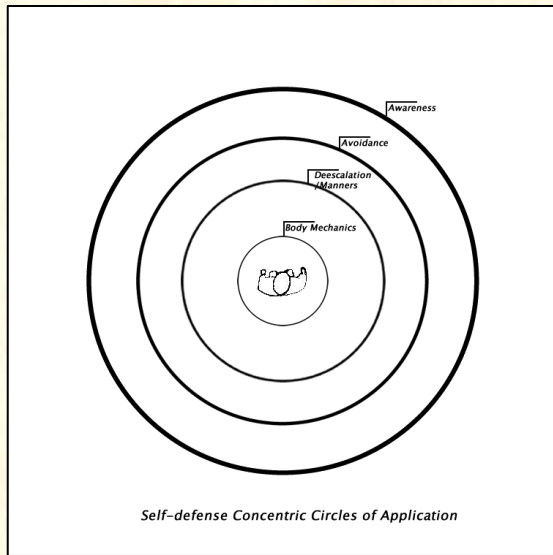 Awareness
Avoidance
Deescalation
/Manners
Body Mechanics
Self-defense Concentric Circles of Application